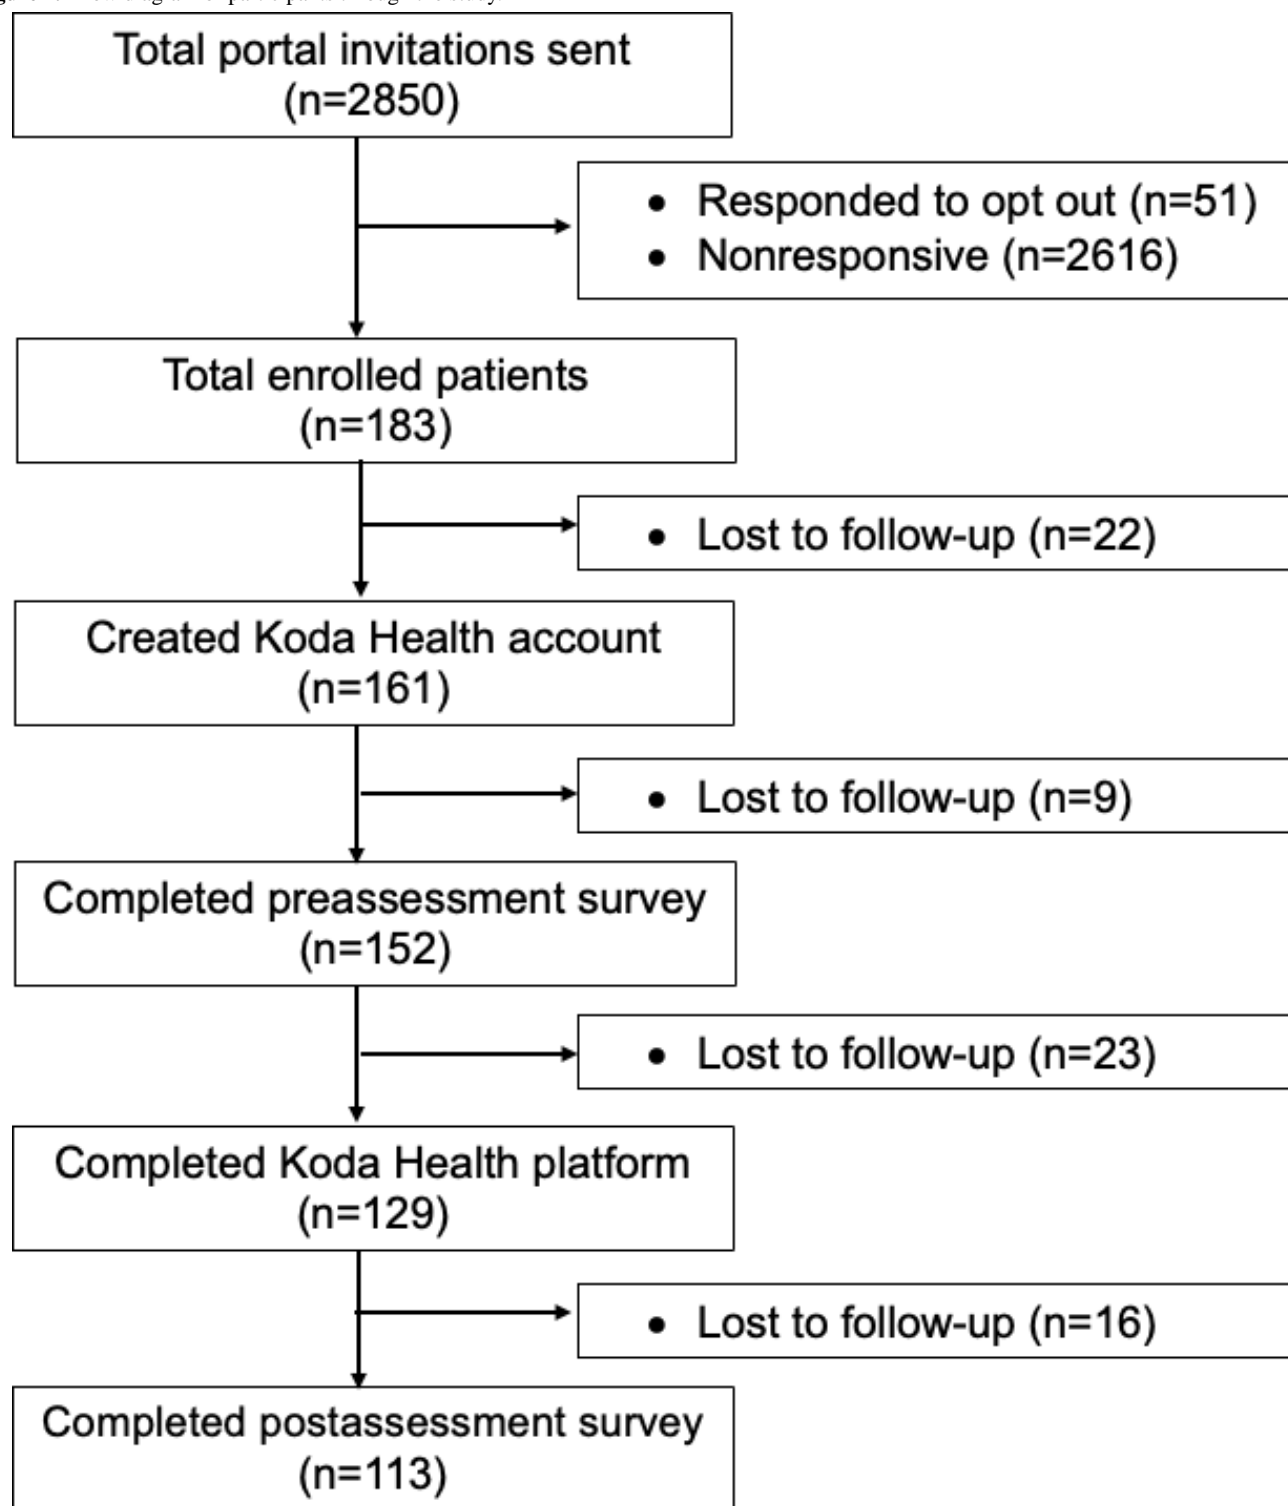 Total portal invitations sent
(n=2850)
• Responded to opt out (n=51)
• Nonresponsive (n=2616)
Total enrolled patients
(n=183)
• Lost to follow-up (n=22)
Created Koda Health account
(n=161)
• Lost to follow-up (n=9)
Completed preassessment survey
(n=152)
• Lost to follow-up (n=23)
Completed Koda Health platform
(n=129)
• Lost to follow-up (n=16)
Completed postassessment survey
(n=113)